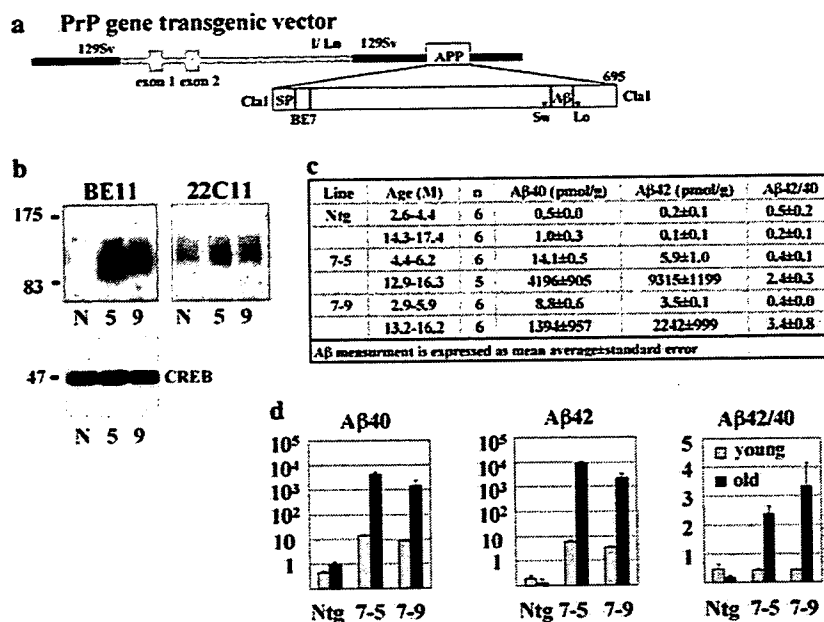 a PrP gene transgenic vector
129Sv I/ Ln 129Sv APP
exon 1 exon 2
695
ClaI SP Aβ ClaI
BE7 Sw Lo
b
BE11 22C11
175
83
N 5 9 N 5 9
47 CREB
N 5 9
c
Line Age (M) n Aβ40 (pmol/g) Aβ42 (pmol/g) Aβ42/40
Ntg 2.6-4.4 6 0.5±0.0 0.2±0.1 0.5±0.2
14.3-17.4 6 1.0±0.3 0.1±0.1 0.2±0.1
7-5 4.4-6.2 6 14.1±0.5 5.9±1.0 0.4±0.1
12.9-16.3 5 4196±905 9315±1199 2.4±0.3
7-9 2.9-5.9 6 8.8±0.6 3.5±0.1 0.4±0.0
13.2-16.2 6 1394±957 2242±999 3.4±0.8
Aβ measurment is expressed as mean average±standard error
d
Aβ40
10⁵
10⁴
10³
10²
10
1
Ntg 7-5 7-9
Aβ42
10⁵
10⁴
10³
10²
10
1
Ntg 7-5 7-9
Aβ42/40
5
4
3
2
1
young
old
Ntg 7-5 7-9